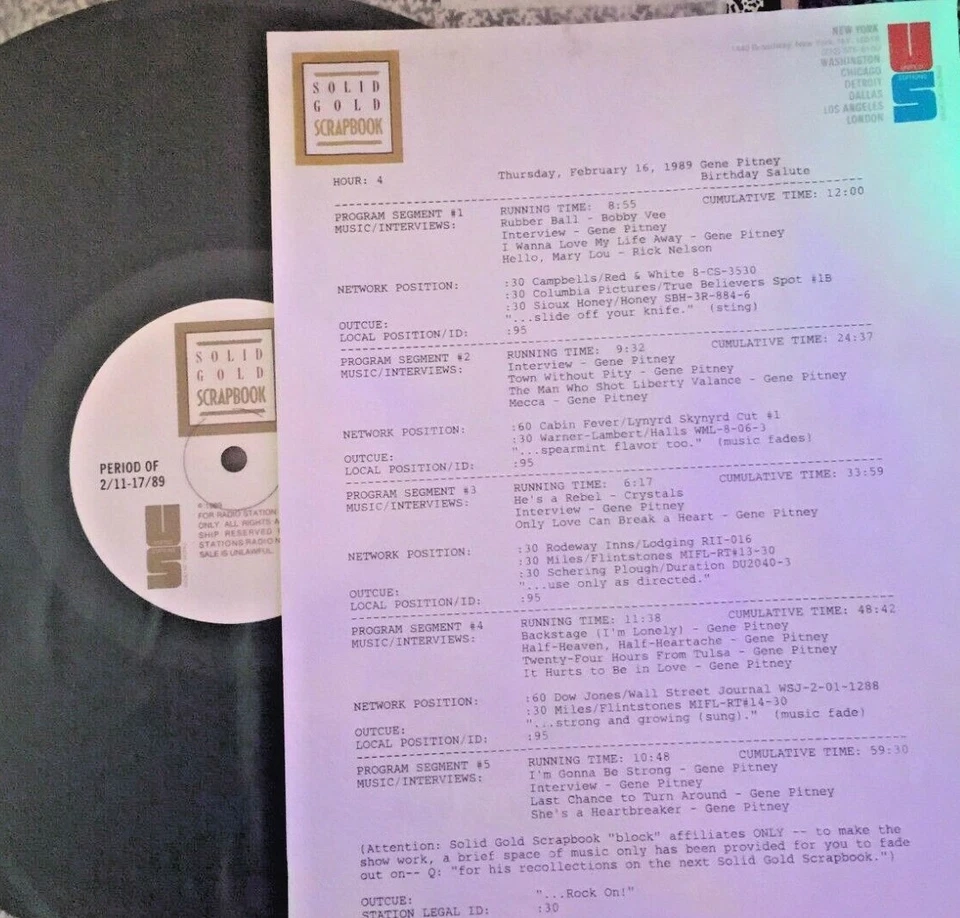 SOLID
GOLD
SCRAPBOOK
PERIOD OF
2/11-17/89
FOR RADIO STATION
ONLY. ALL RIGHTS A
SHIP RESERVED
STATIONS RADIO N
SALE IS UNLAWFUL.
US
SOLID
GOLD
SCRAPBOOK
NEW YORK
WASHINGTON
CHICAGO
DETROIT
DALLAS
LOS ANGELES
LONDON
US
HOUR: 4 Thursday, February 16, 1989 Gene Pitney
Birthday Salute
PROGRAM SEGMENT #1 RUNNING TIME: 8:55 CUMULATIVE TIME: 12:00
MUSIC/INTERVIEWS: Rubber Ball - Bobby Vee
Interview - Gene Pitney
I Wanna Love My Life Away - Gene Pitney
Hello, Mary Lou - Rick Nelson
NETWORK POSITION: :30 Campbells/Red & White 8-CS-3530
:30 Columbia Pictures/True Believers Spot #1B
:30 Sioux Honey/Honey SBH-3R-884-6
OUTCUE: "...slide off your knife." (sting)
LOCAL POSITION/ID: :95
PROGRAM SEGMENT #2 RUNNING TIME: 9:32 CUMULATIVE TIME: 24:37
MUSIC/INTERVIEWS: Interview - Gene Pitney
Town Without Pity - Gene Pitney
The Man Who Shot Liberty Valance - Gene Pitney
Mecca - Gene Pitney
NETWORK POSITION: :60 Cabin Fever/Lynyrd Skynyrd Cut #1
:30 Warner-Lambert/Halls WML-8-06-3
OUTCUE: "...spearmint flavor too." (music fades)
LOCAL POSITION/ID: :95
PROGRAM SEGMENT #3 RUNNING TIME: 6:17 CUMULATIVE TIME: 33:59
MUSIC/INTERVIEWS: He's a Rebel - Crystals
Interview - Gene Pitney
Only Love Can Break a Heart - Gene Pitney
NETWORK POSITION: :30 Rodeway Inns/Lodging RII-016
:30 Miles/Flintstones MIFL-RT#13-30
:30 Schering Plough/Duration DU2040-3
OUTCUE: "...use only as directed."
LOCAL POSITION/ID: :95
PROGRAM SEGMENT #4 RUNNING TIME: 11:38 CUMULATIVE TIME: 48:42
MUSIC/INTERVIEWS: Backstage (I'm Lonely) - Gene Pitney
Half-Heaven, Half-Heartache - Gene Pitney
Twenty-Four Hours From Tulsa - Gene Pitney
It Hurts to Be in Love - Gene Pitney
NETWORK POSITION: :60 Dow Jones/Wall Street Journal WSJ-2-01-1288
:30 Miles/Flintstones MIFL-RT#14-30
OUTCUE: "...strong and growing (sung)." (music fade)
LOCAL POSITION/ID: :95
PROGRAM SEGMENT #5 RUNNING TIME: 10:48 CUMULATIVE TIME: 59:30
MUSIC/INTERVIEWS: I'm Gonna Be Strong - Gene Pitney
Interview - Gene Pitney
Last Chance to Turn Around - Gene Pitney
She's a Heartbreaker - Gene Pitney
(Attention: Solid Gold Scrapbook "block" affiliates ONLY -- to make the
show work, a brief space of music only has been provided for you to fade
out on-- Q: "for his recollections on the next Solid Gold Scrapbook.")
OUTCUE: "...Rock On!"
STATION LEGAL ID: :30